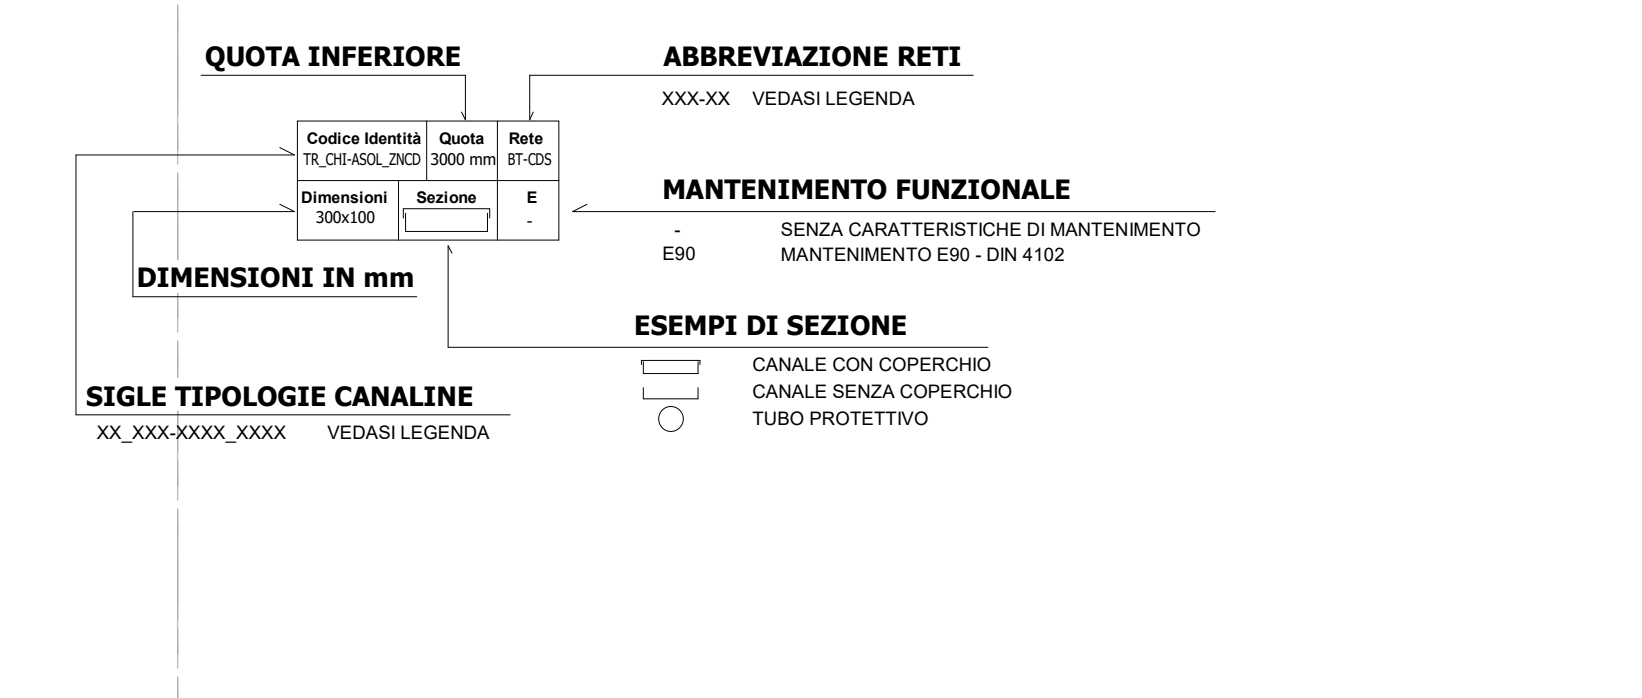 QUOTA INFERIORE
ABBREVIAZIONE RETI
XXX-XX VEDASI LEGENDA
Codice Identità Quota Rete
TR_CHI-ASOL_ZNCD 3000 mm BT-CDS
Dimensioni Sezione E
300x100 -
MANTENIMENTO FUNZIONALE
- SENZA CARATTERISTICHE DI MANTENIMENTO
E90 MANTENIMENTO E90 - DIN 4102
DIMENSIONI IN mm
ESEMPI DI SEZIONE
CANALE CON COPERCHIO
CANALE SENZA COPERCHIO
TUBO PROTETTIVO
SIGLE TIPOLOGIE CANALINE
XX_XXX-XXXX_XXXX VEDASI LEGENDA